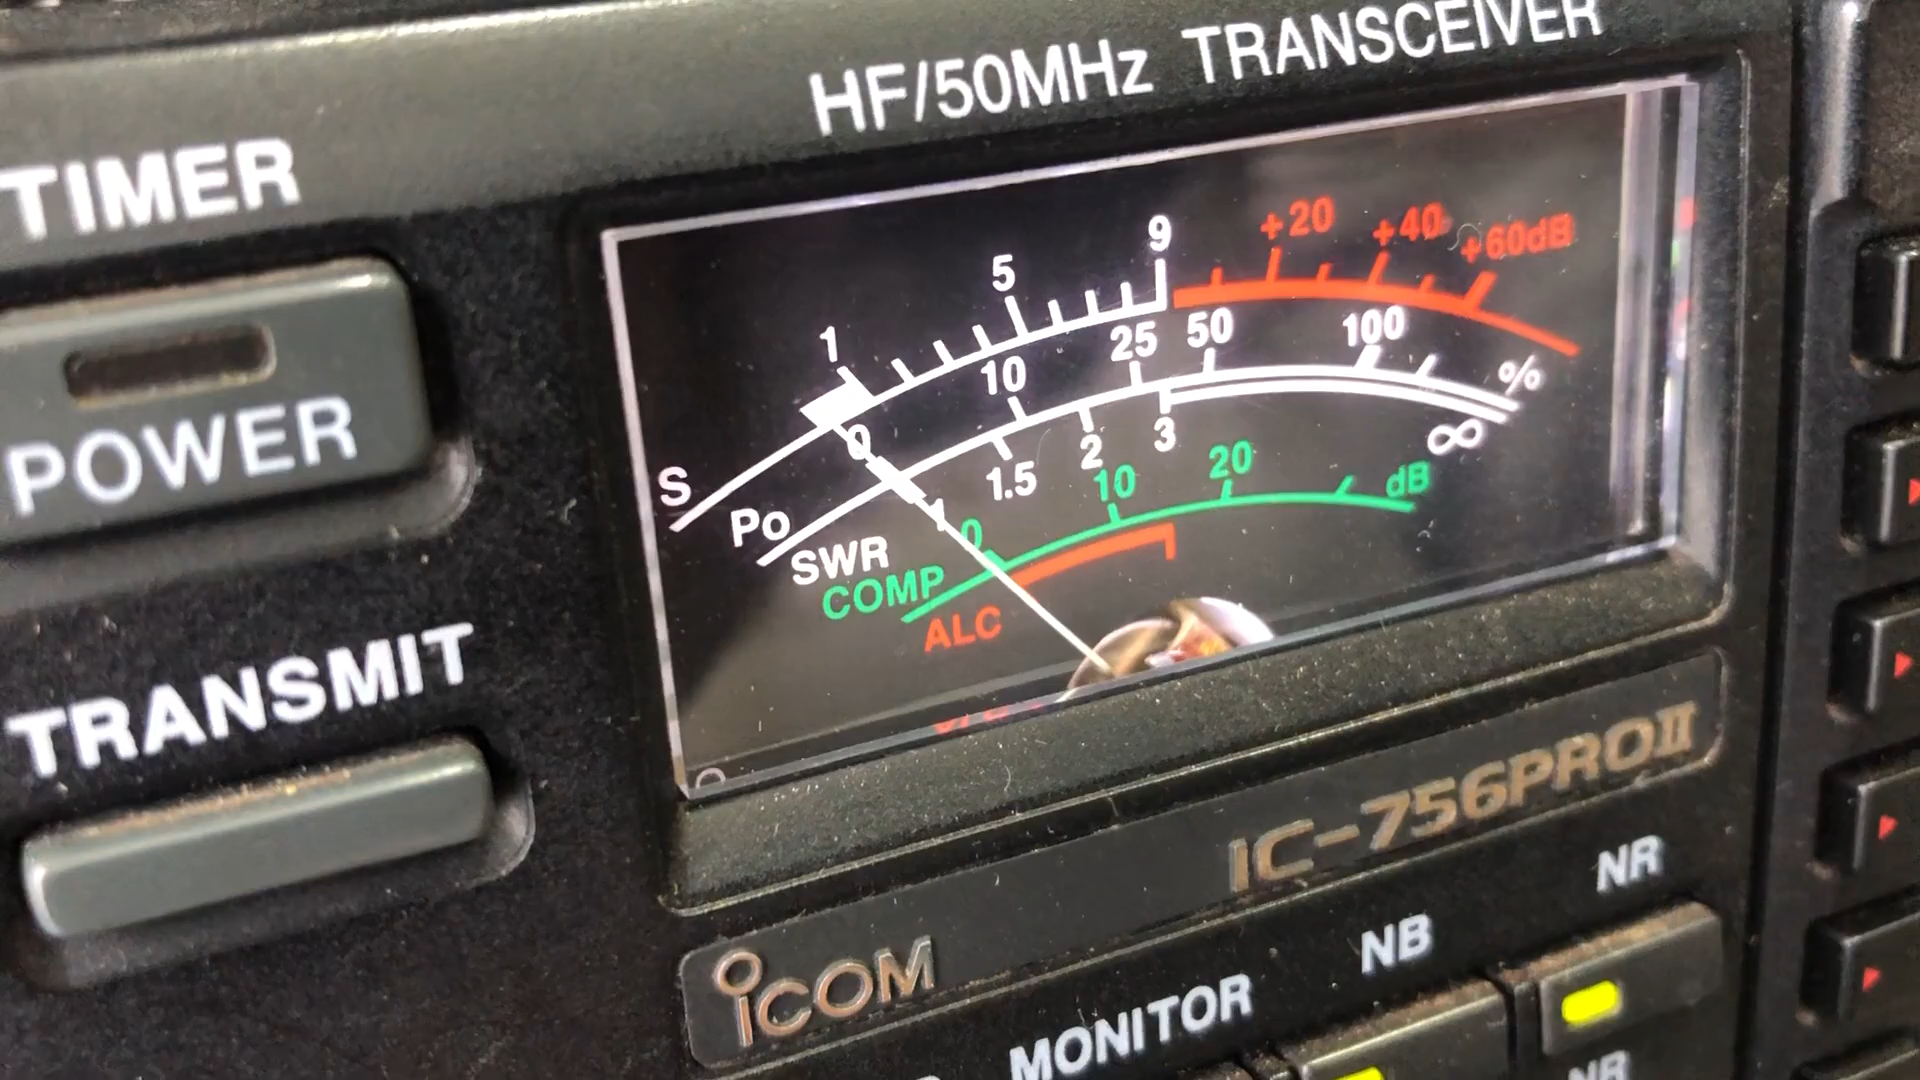 HF/50MHz TRANSCEIVER
TIMER
POWER
TRANSMIT
S 1 5 9 +20 +40 +60dB
Po 0 10 25 50 100 %
SWR 1 1.5 2 3 ∞
COMP 0 10 20 dB
ALC
IC-756PROII
ICOM
NR
NB
MONITOR
NR